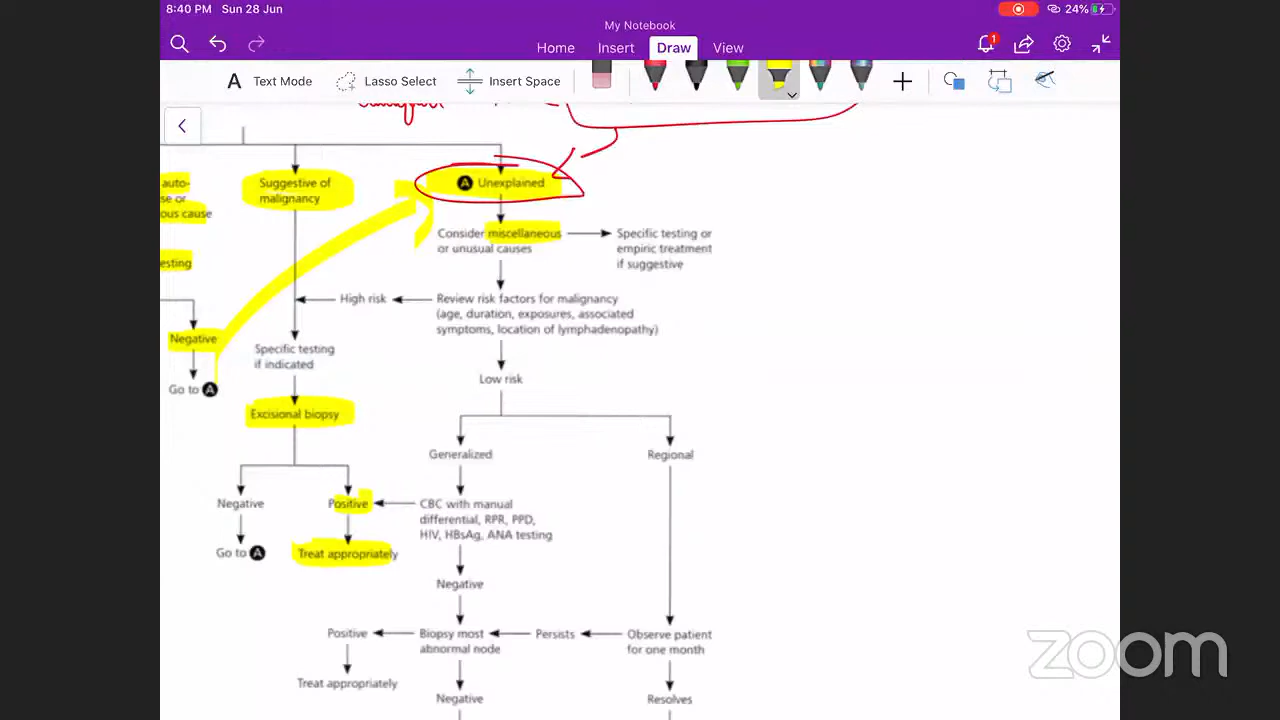 8:40 PM Sun 28 Jun
24%
My Notebook
Home Insert Draw View
1
A Text Mode Lasso Select Insert Space
auto-
se or
ous cause
esting
Negative
Go to A
Suggestive of
malignancy
A Unexplained
Consider miscellaneous
or unusual causes
Specific testing or
empiric treatment
if suggestive
High risk
Review risk factors for malignancy
(age, duration, exposures, associated
symptoms, location of lymphadenopathy)
Specific testing
if indicated
Low risk
Excisional biopsy
Generalized
Regional
Negative
Go to A
Positive
Treat appropriately
CBC with manual
differential, RPR, PPD,
HIV, HBsAg, ANA testing
Negative
Positive
Treat appropriately
Biopsy most
abnormal node
Persists
Observe patient
for one month
Negative
Resolves
zoom